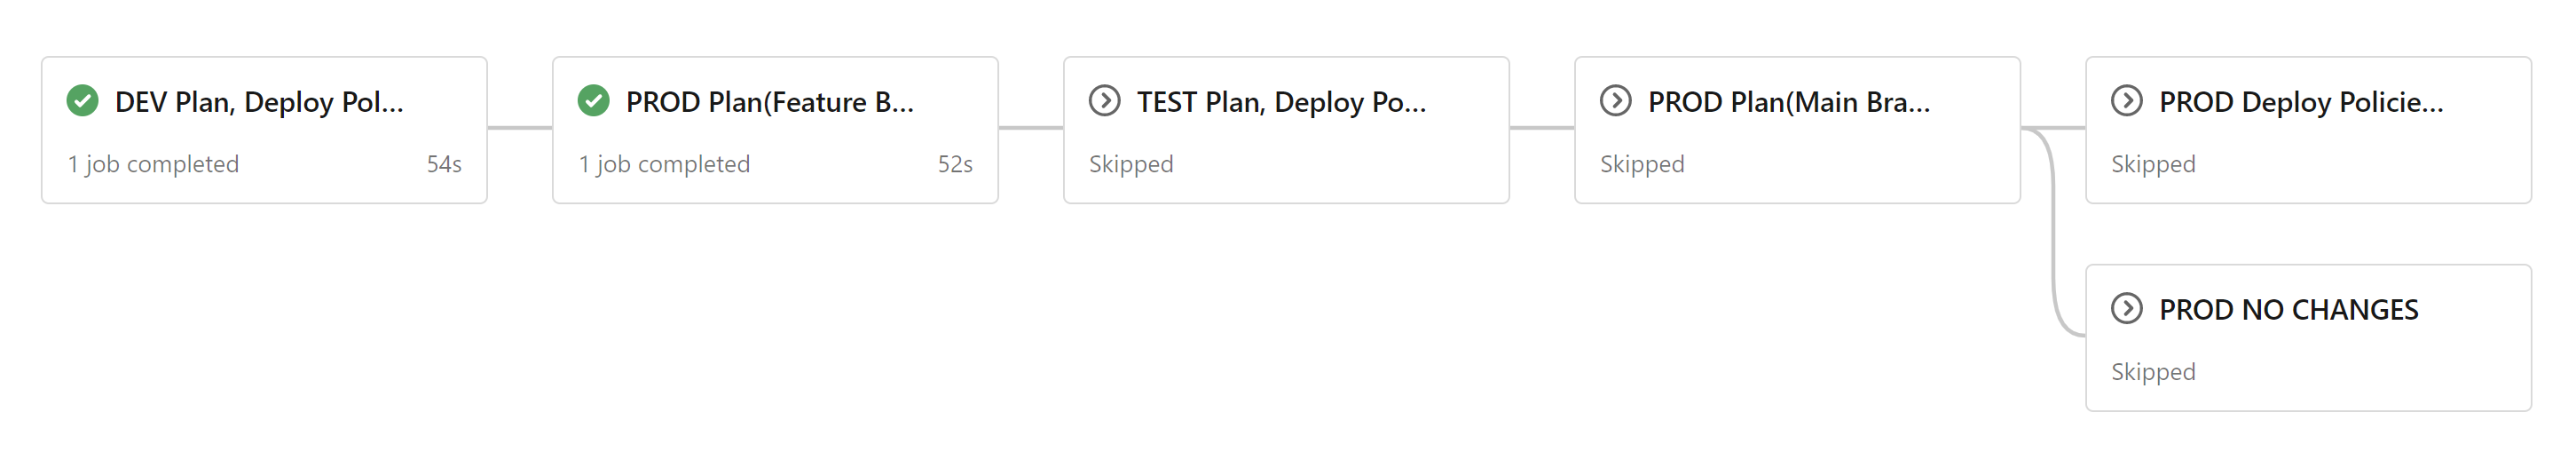 DEV Plan, Deploy Pol...
1 job completed 54s
PROD Plan(Feature B...
1 job completed 52s
TEST Plan, Deploy Po...
Skipped
PROD Plan(Main Bra...
Skipped
PROD Deploy Policie...
Skipped
PROD NO CHANGES
Skipped